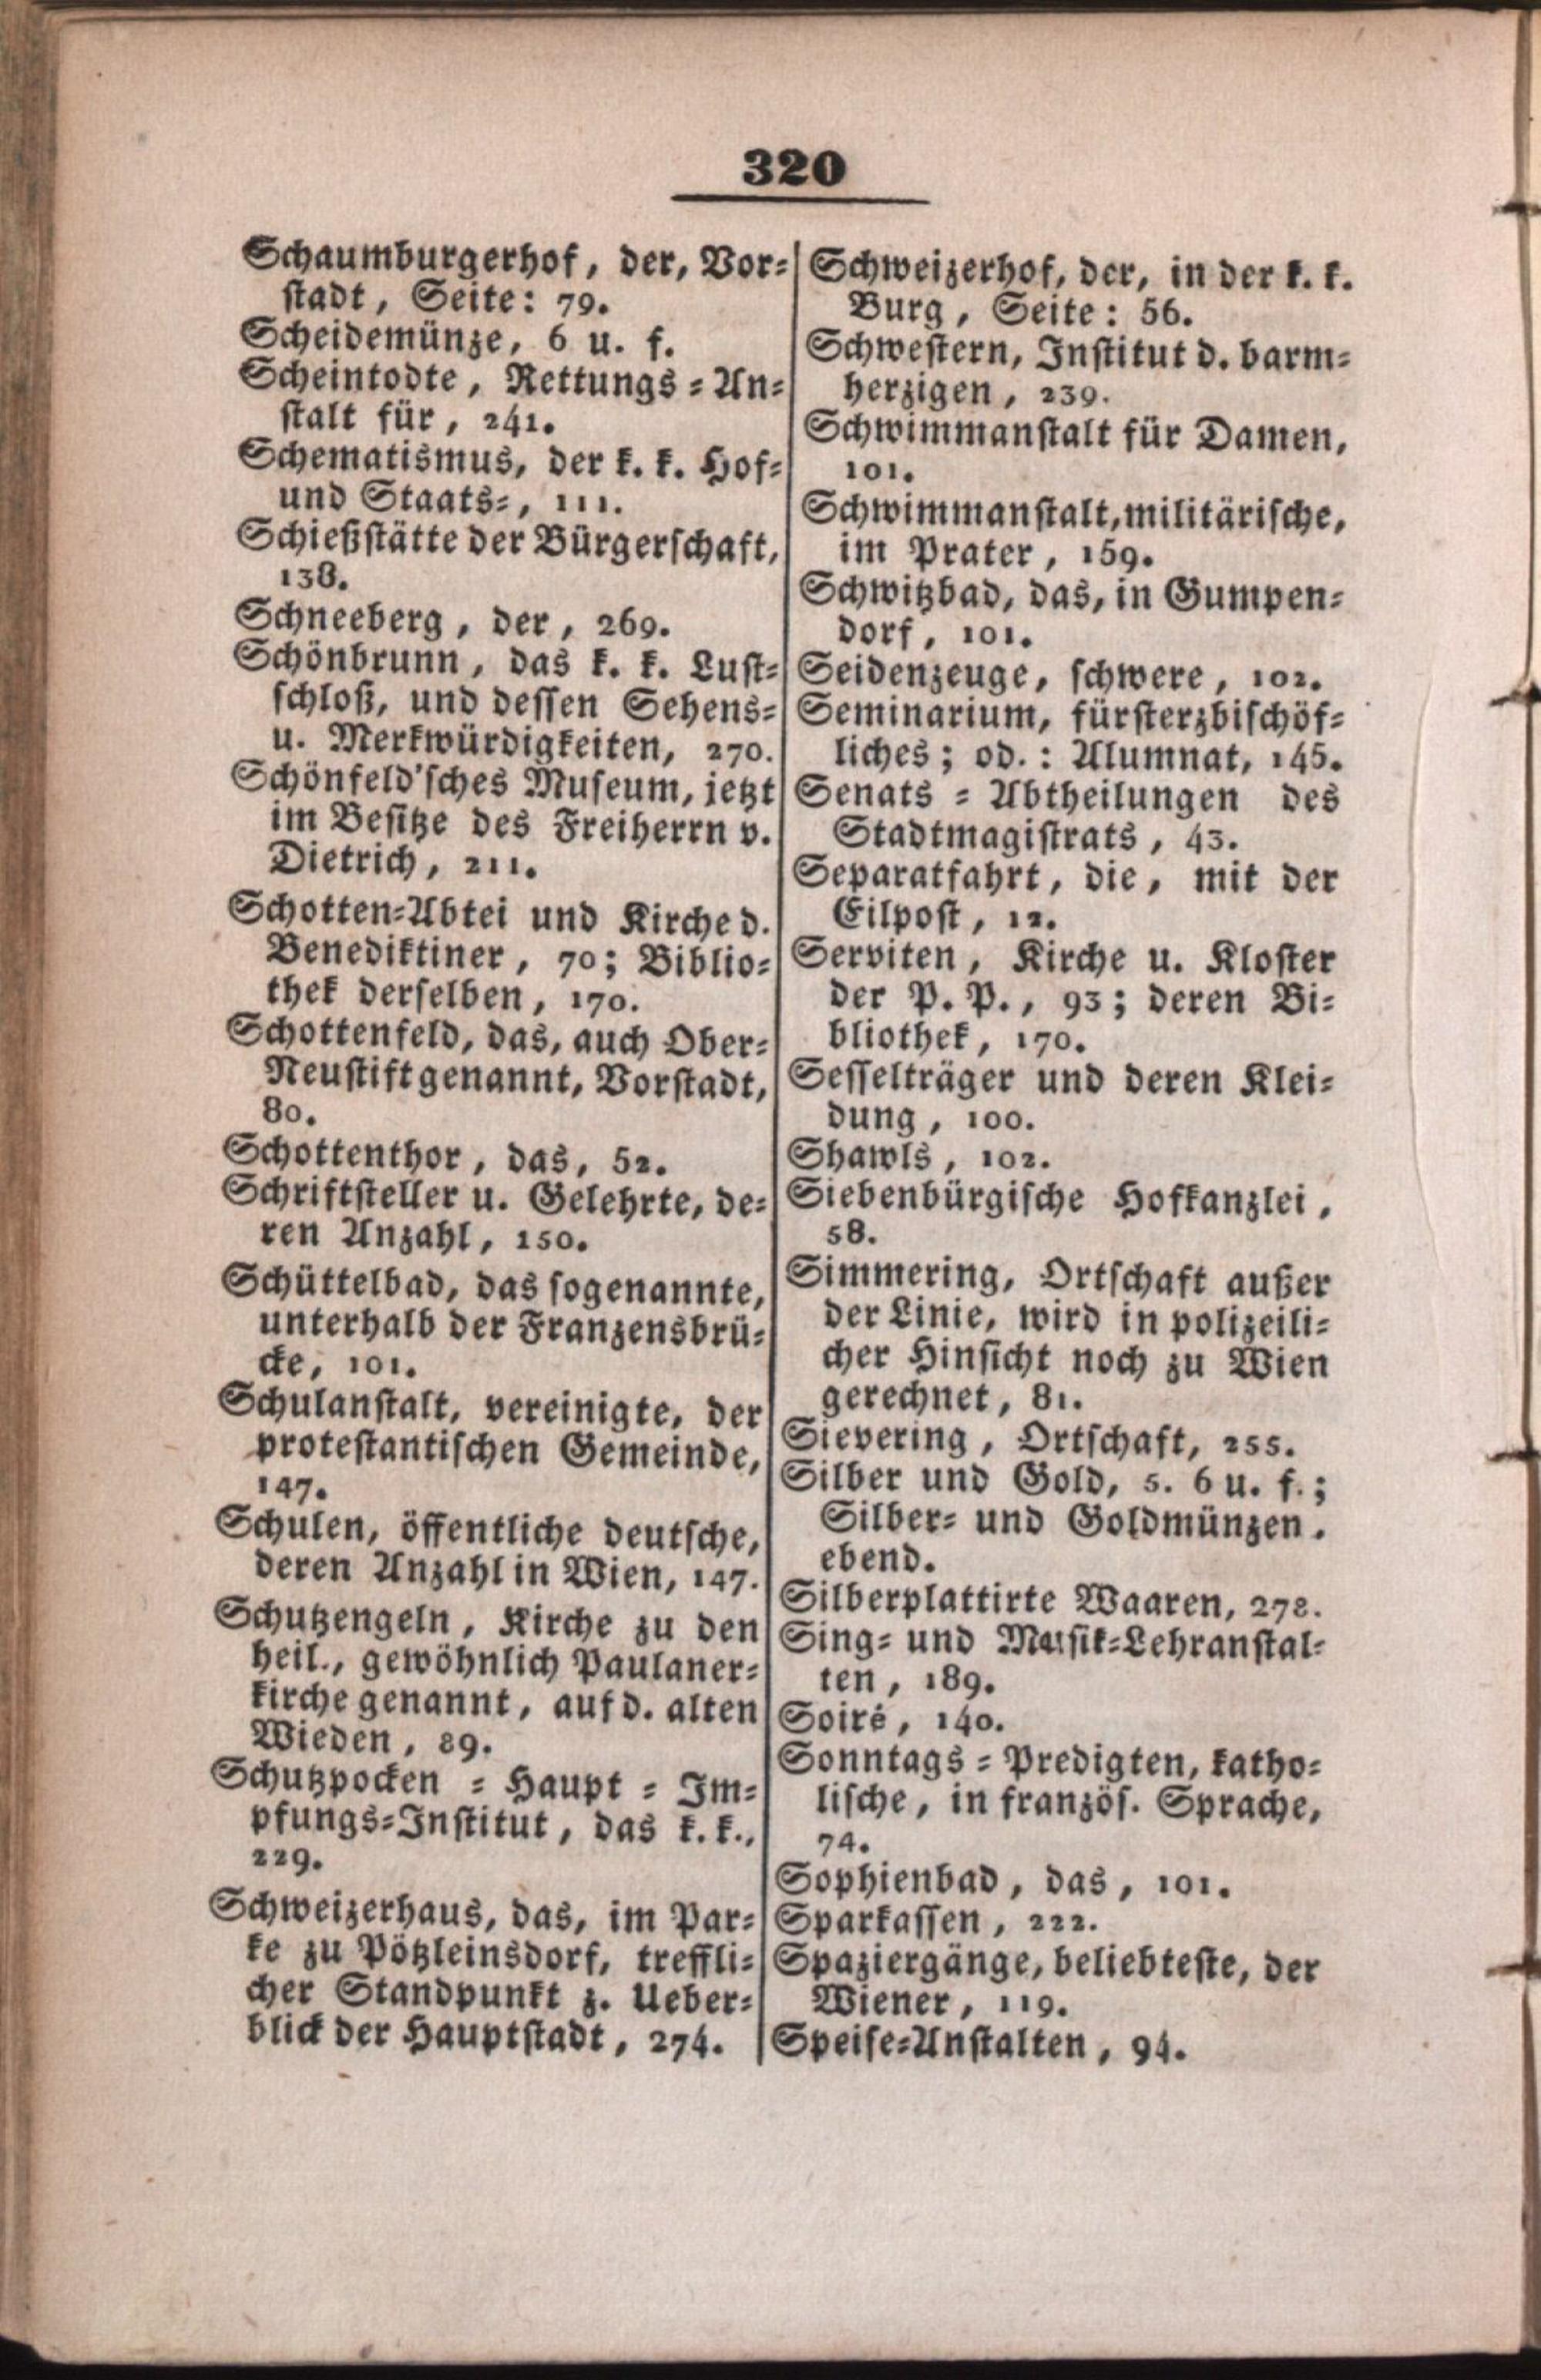 320
Schaumburgerhof, der, Vor=
stadt, Seite: 79.
Scheidemünze, 6 u. f.
Scheintodte, Rettungs = An=
stalt für, 241.
Schematismus, der k. k. Hof=
und Staats=, 111.
Schießstätte der Bürgerschaft,
138.
Schneeberg, der, 269.
Schönbrunn, das k. k. Lust=
schloß, und dessen Sehens=
u. Merkwürdigkeiten, 270.
Schönfeld'sches Museum, jetzt
im Besitze des Freiherrn v.
Dietrich, 211.
Schotten=Abtei und Kirche d.
Benediktiner, 70; Biblio=
thek derselben, 170.
Schottenfeld, das, auch Ober=
Neustift genannt, Vorstadt,
80.
Schottenthor, das, 52.
Schriftsteller u. Gelehrte, de=
ren Anzahl, 150.
Schüttelbad, das sogenannte,
unterhalb der Franzensbrü=
cke, 101.
Schulanstalt, vereinigte, der
protestantischen Gemeinde,
147.
Schulen, öffentliche deutsche,
deren Anzahl in Wien, 147.
Schutzengeln, Kirche zu den
heil., gewöhnlich Paulaner=
kirche genannt, auf d. alten
Wieden, 89.
Schutzpocken = Haupt = Im=
pfungs=Institut, das k. k.,
229.
Schweizerhaus, das, im Par=
ke zu Pötzleinsdorf, treffli=
cher Standpunkt z. Ueber=
blick der Hauptstadt, 274.
Schweizerhof, der, in der k. k.
Burg, Seite: 56.
Schwestern, Institut d. barm=
herzigen, 239.
Schwimmanstalt für Damen,
101.
Schwimmanstalt, militärische,
im Prater, 159.
Schwitzbad, das, in Gumpen=
dorf, 101.
Seidenzeuge, schwere, 102.
Seminarium, fürsterzbischöf=
liches; od.: Alumnat, 145.
Senats = Abtheilungen des
Stadtmagistrats, 43.
Separatfahrt, die, mit der
Eilpost, 12.
Serviten, Kirche u. Kloster
der P. P., 93; deren Bi=
bliothek, 170.
Sesselträger und deren Klei=
dung, 100.
Shawls, 102.
Siebenbürgische Hofkanzlei,
58.
Simmering, Ortschaft außer
der Linie, wird in polizeili=
cher Hinsicht noch zu Wien
gerechnet, 81.
Sievering, Ortschaft, 255.
Silber und Gold, 5. 6 u. f.;
Silber= und Goldmünzen.
ebend.
Silberplattirte Waaren, 278.
Sing= und Musik=Lehranstal=
ten, 189.
Soiré, 140.
Sonntags = Predigten, katho=
lische, in französ. Sprache,
74.
Sophienbad, das, 101.
Sparkassen, 222.
Spaziergänge, beliebteste, der
Wiener, 119.
Speise=Anstalten, 94.